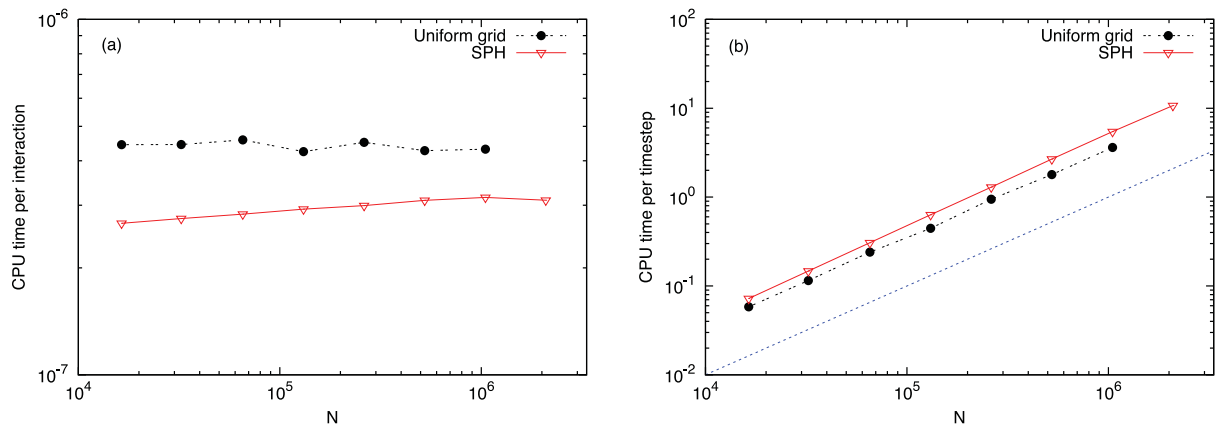 10^-6
(a)
Uniform grid
SPH
CPU time per interaction
10^-7
10^4
10^5
10^6
N
10^2
(b)
Uniform grid
SPH
10^1
CPU time per timestep
10^0
10^-1
10^-2
10^4
10^5
10^6
N